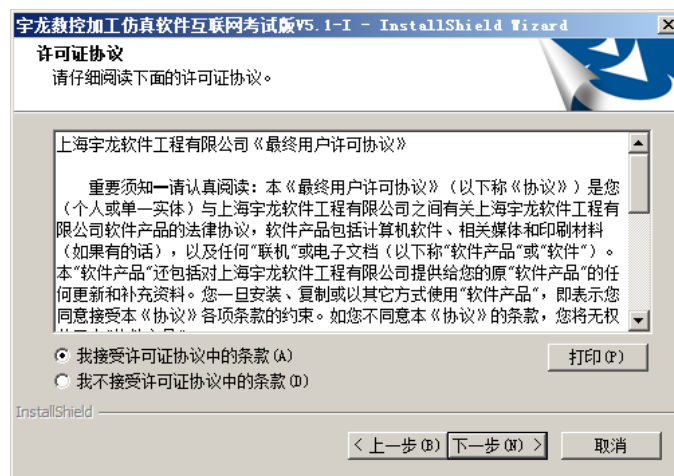 宇龙数控加工仿真软件互联网考试版V5.1-I - InstallShield Wizard
许可证协议
请仔细阅读下面的许可证协议。
上海宇龙软件工程有限公司《最终用户许可协议》
重要须知—请认真阅读：本《最终用户许可协议》（以下称《协议》）是您
（个人或单一实体）与上海宇龙软件工程有限公司之间有关上海宇龙软件工程有
限公司软件产品的法律协议，软件产品包括计算机软件、相关媒体和印刷材料
（如果有的话），以及任何“联机”或电子文档（以下称“软件产品”或“软件”）。
本“软件产品”还包括对上海宇龙软件工程有限公司提供给您的原“软件产品”的任
何更新和补充资料。您一旦安装、复制或以其它方式使用“软件产品”，即表示您
同意接受本《协议》各项条款的约束。如您不同意本《协议》的条款，您将无权
我接受许可证协议中的条款(A)
打印(P)
我不接受许可证协议中的条款(D)
InstallShield
< 上一步(B) 下一步(N) > 取消